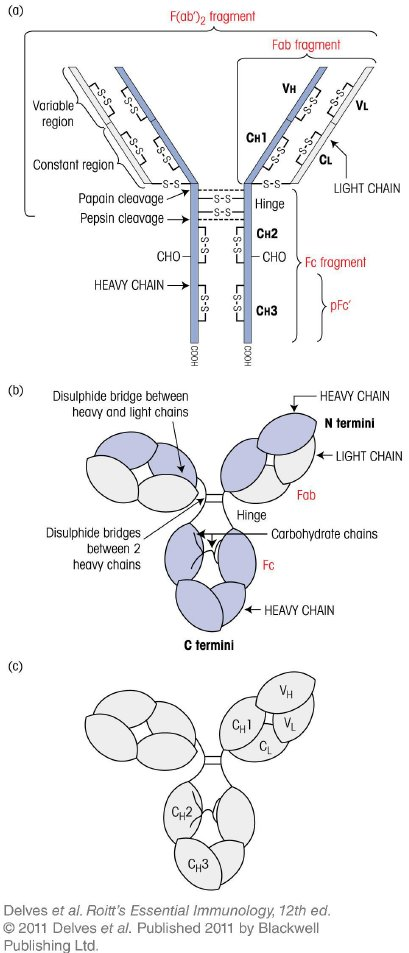 (a)
F(ab′)₂ fragment
Fab fragment
VH
VL
S-S
S-S
S-S
S-S
Variable
region
CH1
CL
S-S
S-S
S-S
S-S
Constant region
LIGHT CHAIN
S-S
S-S
Papain cleavage
S-S
Hinge
S-S
Pepsin cleavage
CH2
S-S
S-S
CHO
CHO
Fc fragment
HEAVY CHAIN
S-S
S-S
CH3
pFc′
COOH
COOH
(b)
Disulphide bridge between
heavy and light chains
HEAVY CHAIN
N termini
LIGHT CHAIN
Fab
Hinge
Disulphide bridges
between 2
heavy chains
Carbohydrate chains
Fc
HEAVY CHAIN
C termini
(c)
VH
CH1
VL
CL
CH2
CH3
Delves et al. Roitt's Essential Immunology, 12th ed.
© 2011 Delves et al. Published 2011 by Blackwell
Publishing Ltd.